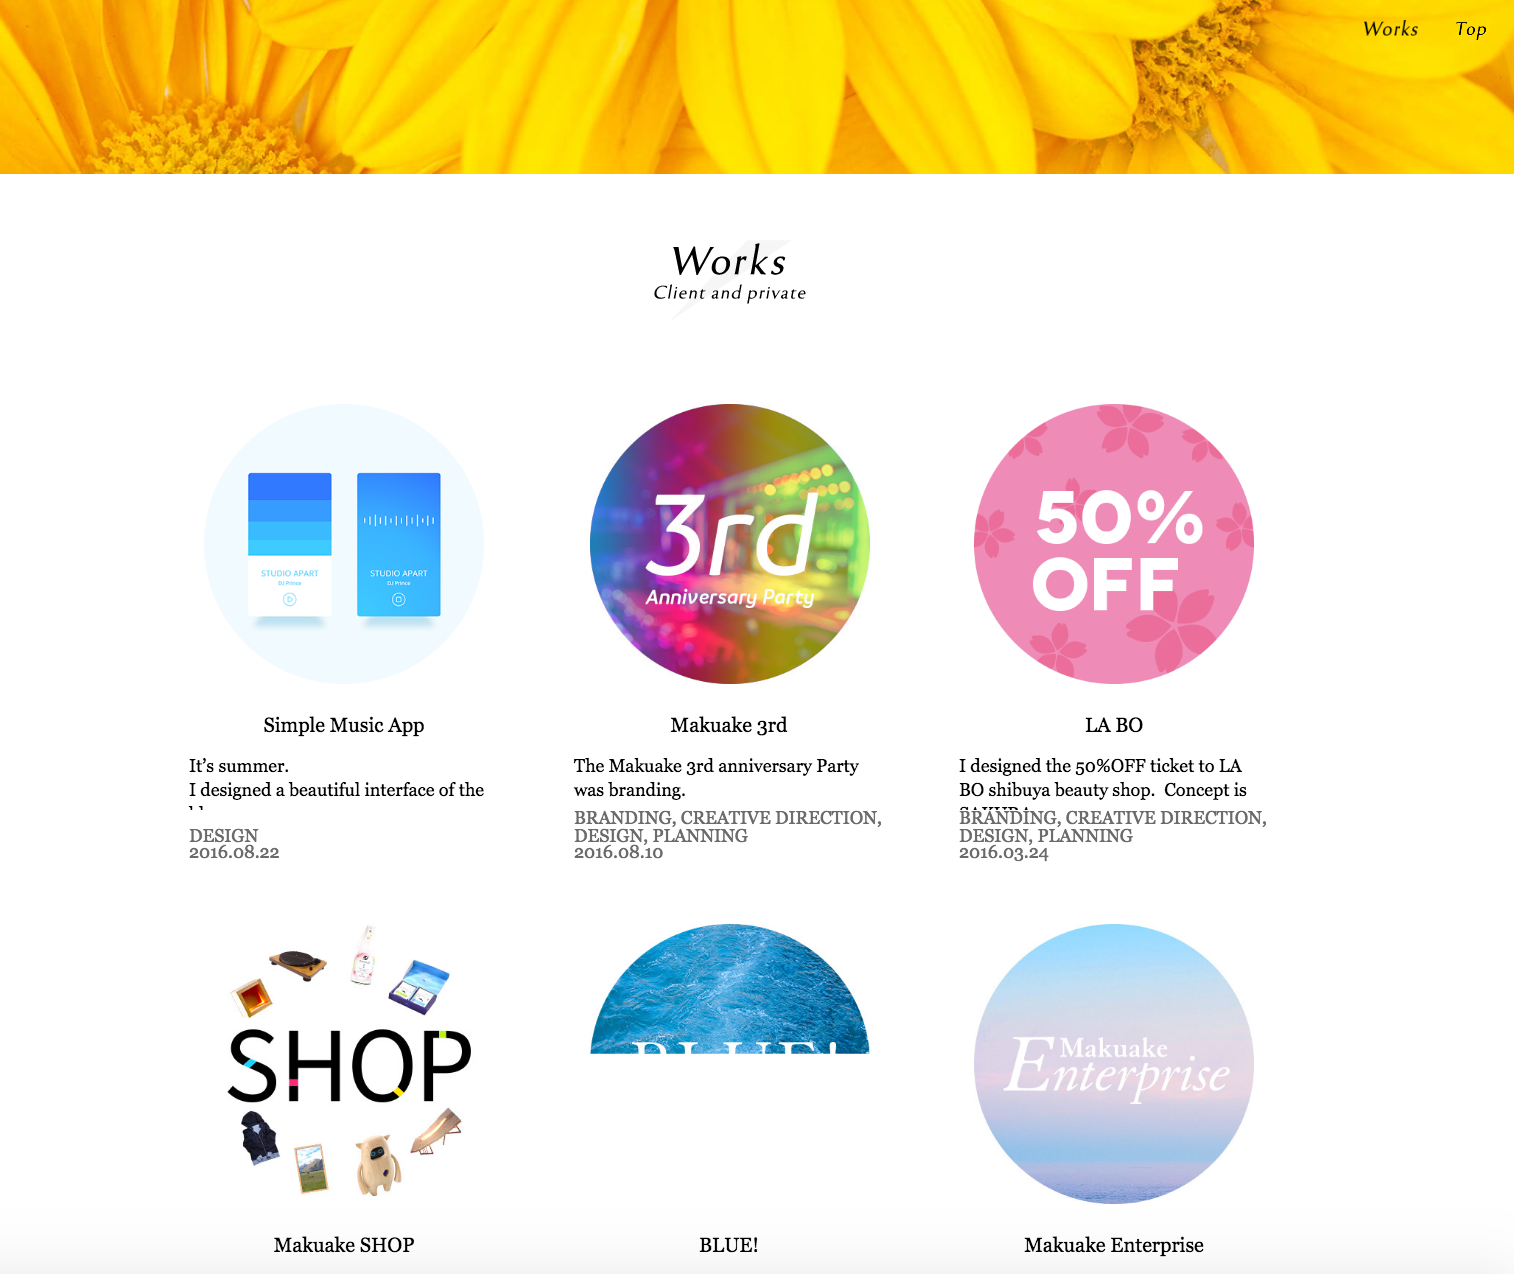 Works Top
Works
Client and private
STUDIO APART
DJ Prince
STUDIO APART
DJ Prince
3rd
Anniversary Party
50%
OFF
Simple Music App
It's summer.
I designed a beautiful interface of the
DESIGN
2016.08.22
Makuake 3rd
The Makuake 3rd anniversary Party
was branding.
BRANDING, CREATIVE DIRECTION,
DESIGN, PLANNING
2016.08.10
LA BO
I designed the 50%OFF ticket to LA
BO shibuya beauty shop. Concept is
SAKURA
BRANDING, CREATIVE DIRECTION,
DESIGN, PLANNING
2016.03.24
SHOP
Makuake SHOP
BLUE!
BLUE!
Makuake
Enterprise
Makuake Enterprise